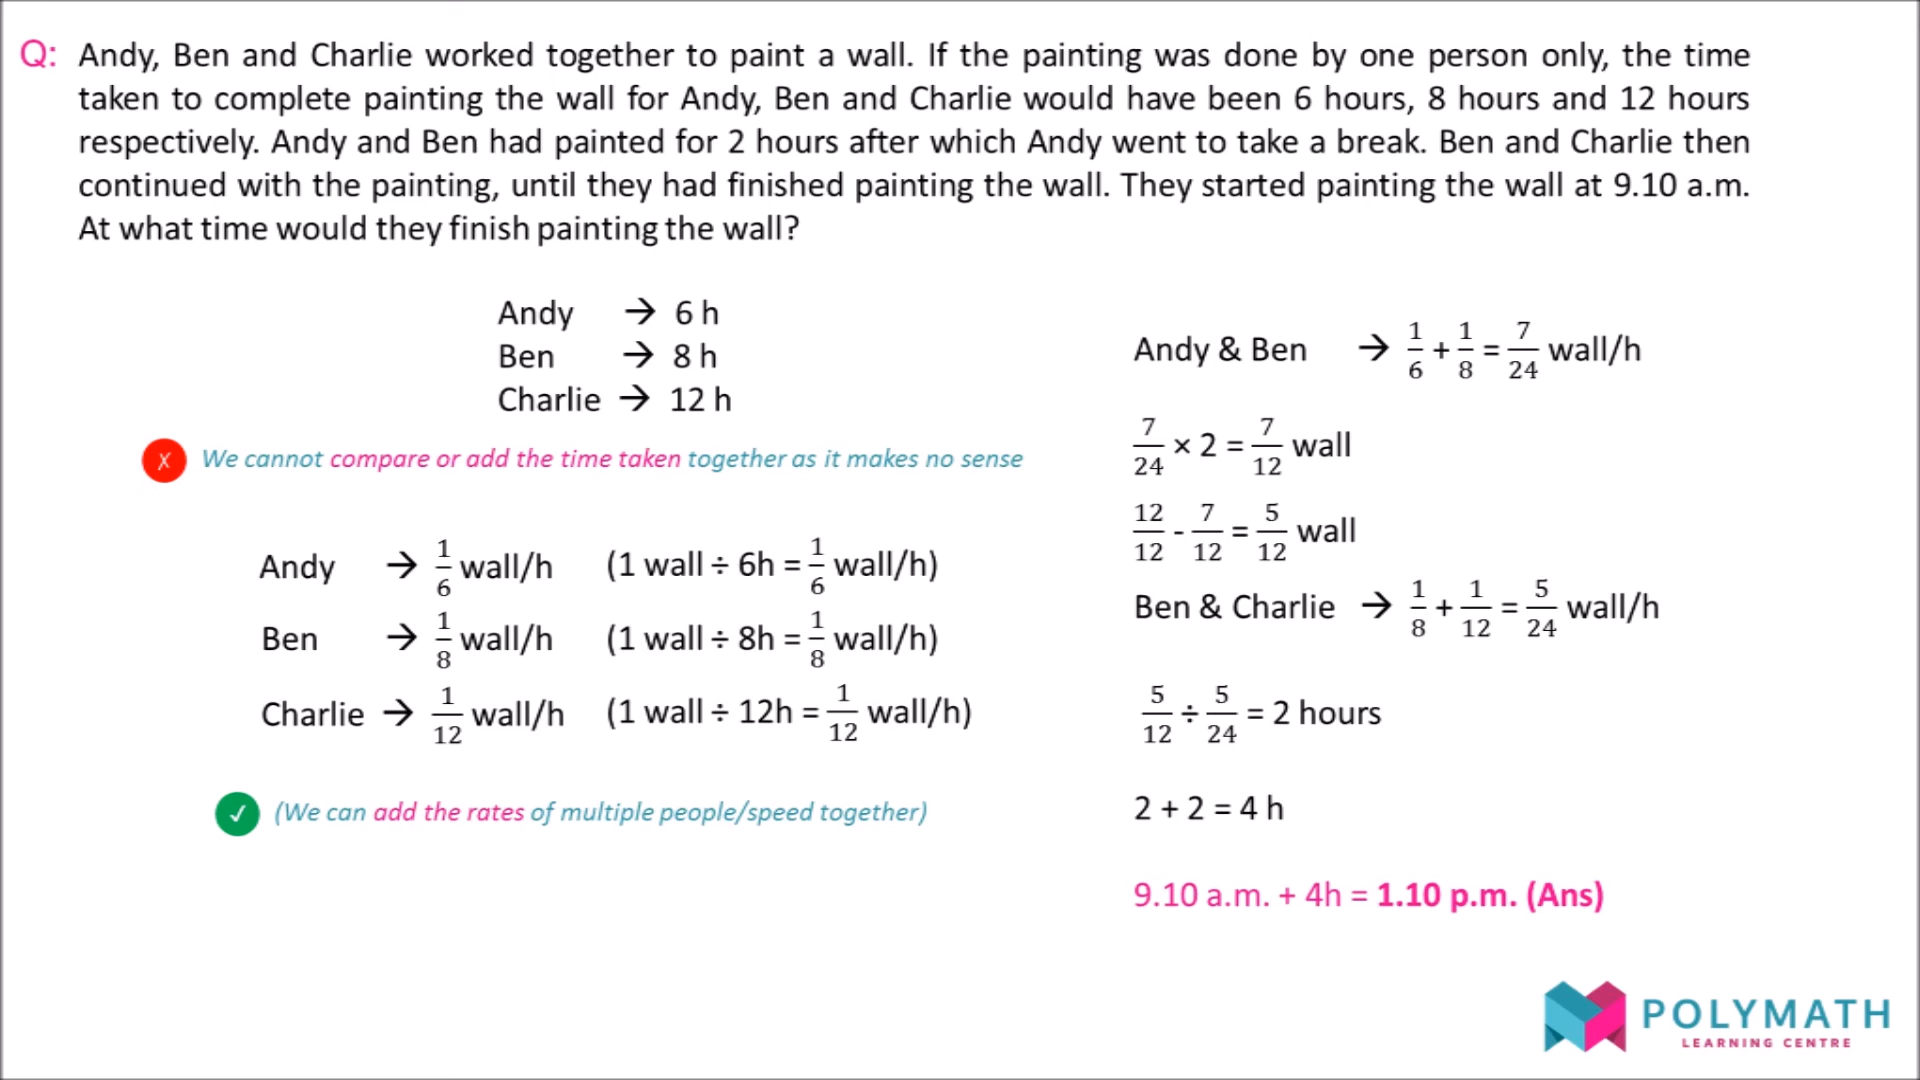 Q: Andy, Ben and Charlie worked together to paint a wall. If the painting was done by one person only, the time
taken to complete painting the wall for Andy, Ben and Charlie would have been 6 hours, 8 hours and 12 hours
respectively. Andy and Ben had painted for 2 hours after which Andy went to take a break. Ben and Charlie then
continued with the painting, until they had finished painting the wall. They started painting the wall at 9.10 a.m.
At what time would they finish painting the wall?
Andy → 6 h
Ben → 8 h
Charlie → 12 h
X We cannot compare or add the time taken together as it makes no sense
Andy → 1/6 wall/h (1 wall ÷ 6h = 1/6 wall/h)
Ben → 1/8 wall/h (1 wall ÷ 8h = 1/8 wall/h)
Charlie → 1/12 wall/h (1 wall ÷ 12h = 1/12 wall/h)
✓ (We can add the rates of multiple people/speed together)
Andy & Ben → 1/6 + 1/8 = 7/24 wall/h
7/24 × 2 = 7/12 wall
12/12 - 7/12 = 5/12 wall
Ben & Charlie → 1/8 + 1/12 = 5/24 wall/h
5/12 ÷ 5/24 = 2 hours
2 + 2 = 4 h
9.10 a.m. + 4h = 1.10 p.m. (Ans)
POLYMATH
LEARNING CENTRE